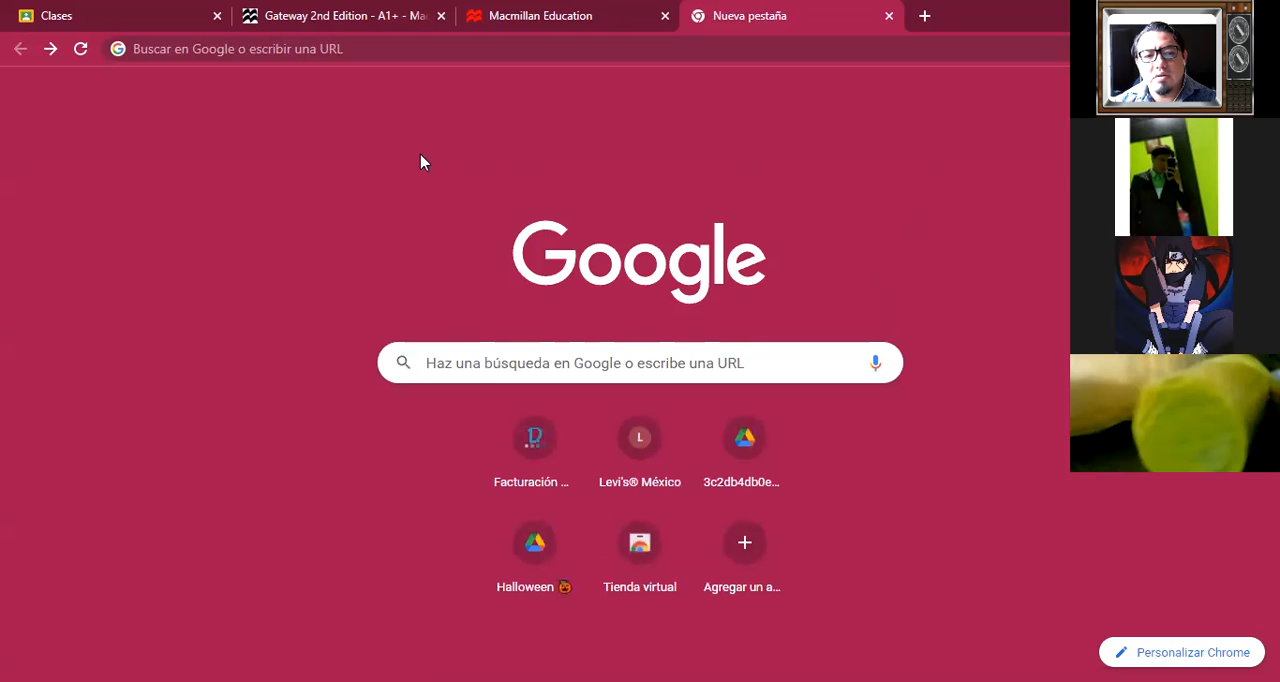 Clases
Gateway 2nd Edition - A1+ - Ma
Macmillan Education
Nueva pestaña
Buscar en Google o escribir una URL
Google
Haz una búsqueda en Google o escribe una URL
Facturación ...
L
Levi's® México
3c2db4db0e...
Halloween 🎃
Tienda virtual
Agregar un a...
Personalizar Chrome